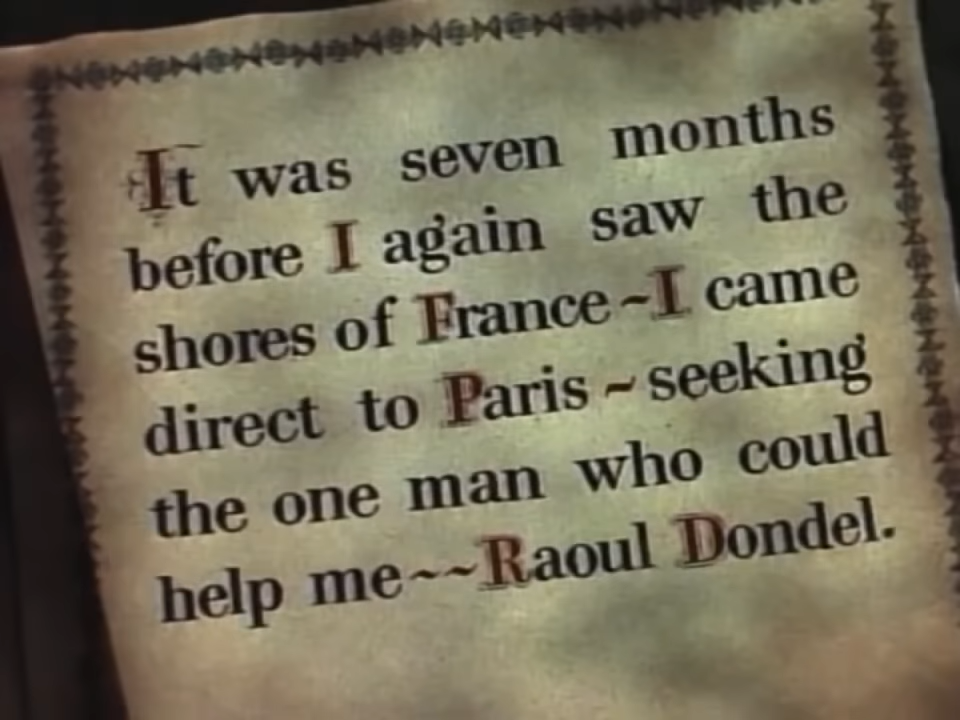 It was seven months
before I again saw the
shores of France~I came
direct to Paris ~ seeking
the one man who could
help me~~Raoul Dondel.